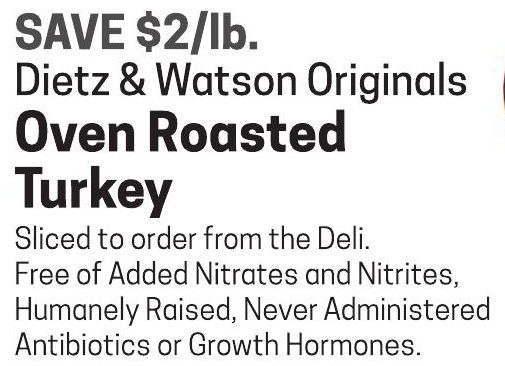 SAVE $2/lb.
Dietz & Watson Originals
Oven Roasted
Turkey
Sliced to order from the Deli.
Free of Added Nitrates and Nitrites,
Humanely Raised, Never Administered
Antibiotics or Growth Hormones.